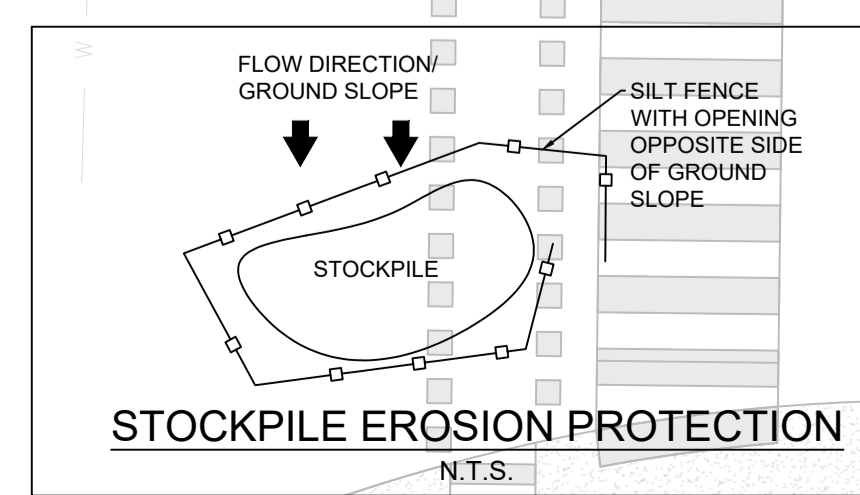 W
FLOW DIRECTION/
GROUND SLOPE
SILT FENCE
WITH OPENING
OPPOSITE SIDE
OF GROUND
SLOPE
STOCKPILE
STOCKPILE EROSION PROTECTION
N.T.S.